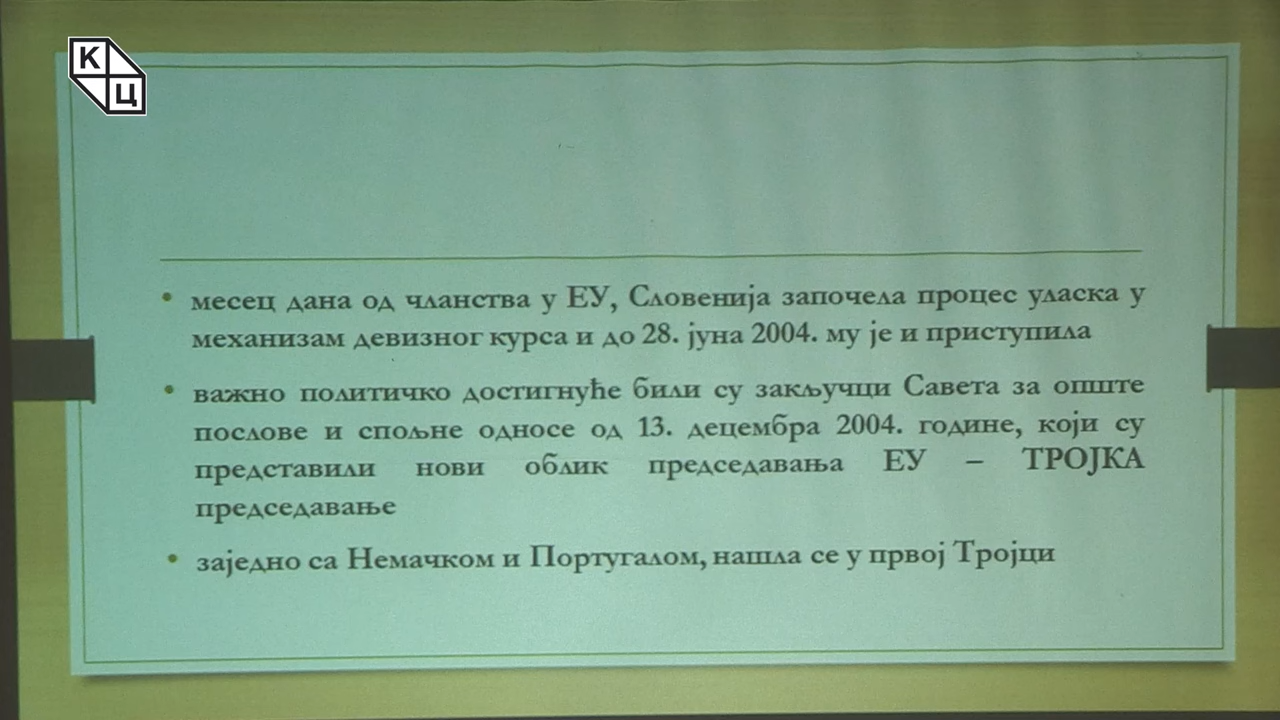 К
Ц
• месец дана од чланства у ЕУ, Словенија започела процес уласка у
механизам девизног курса и до 28. јуна 2004. му је и приступила
• важно политичко достигнуће били су закључци Савета за опште
послове и спољне односе од 13. децембра 2004. године, који су
представили нови облик председавања ЕУ – ТРОЈКА
председавање
• заједно са Немачком и Португалом, нашла се у првој Тројци